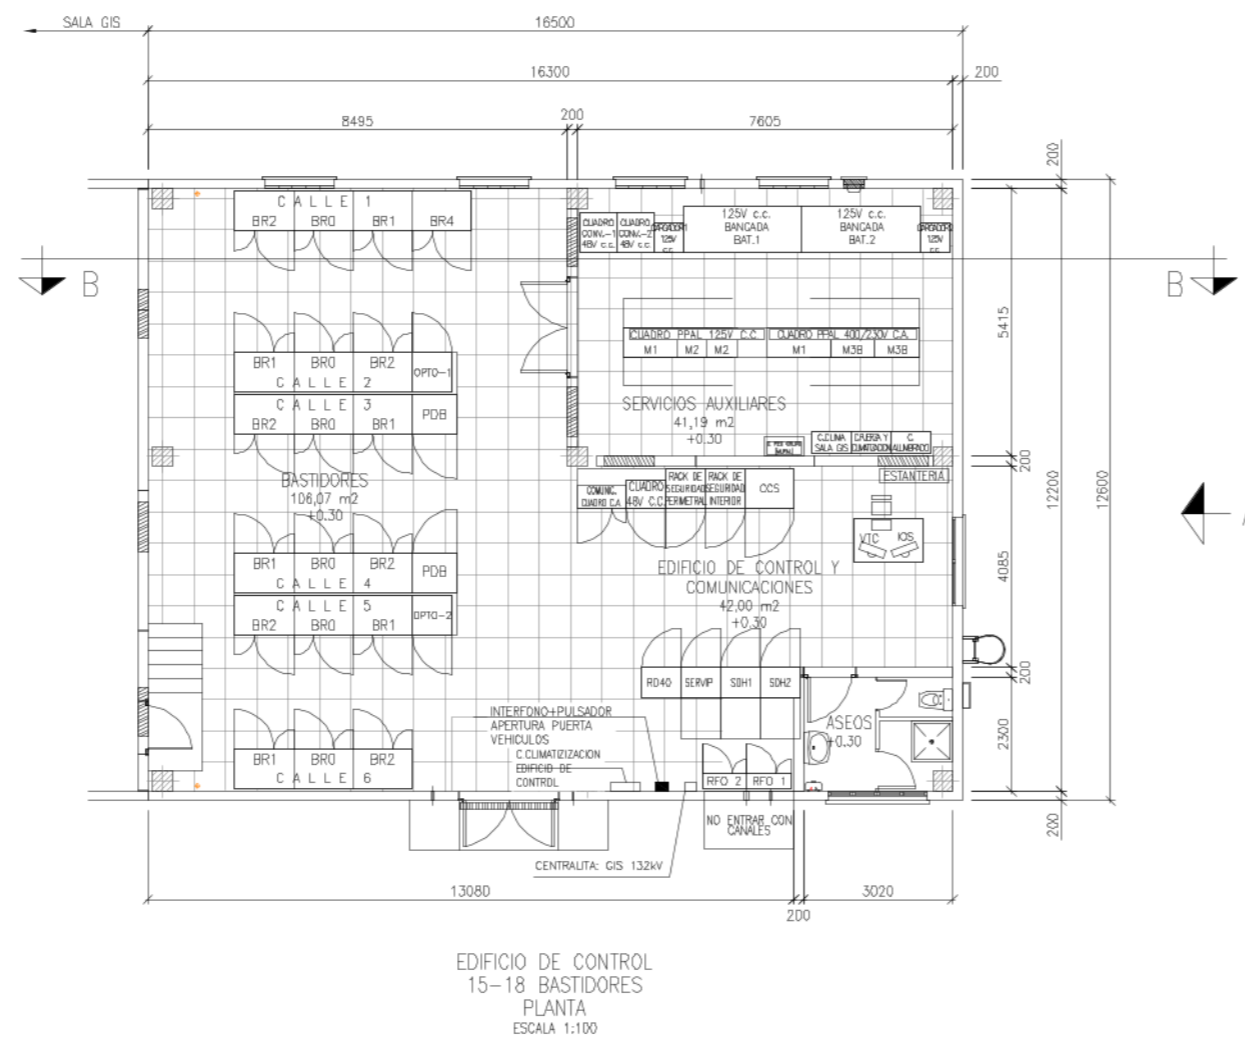 SALA GIS
16500
16300
200
8495
200
7605
200
CALLE 1
BR2 BR0 BR1 BR4
CUADRO CONV.-1 48V c.c.
CUADRO CONV.-2 48V c.c.
125V c.c.
BANCADA
BAT.1
125V c.c.
BANCADA
BAT.2
B
B
5415
CUADRO PPAL 125V C.C.
M1 M2 M2
CUADRO PPAL 400/230V C.A.
M1 M3B M3B
BR1 BR0 BR2 OPTO-1
CALLE 2
CALLE 3
BR2 BR0 BR1 PDB
SERVICIOS AUXILIARES
41,19 m2
+0.30
C.CLIMA
SALA GIS
C.FUERZA Y
CLIMATIZACION
C.
ALUMBRADO
200
BASTIDORES
106,07 m2
+0.30
COMUNIC.
CUADRO C.A.
CUADRO
48V C.C.
RACK DE
SEGURIDAD
PERIMETRAL
RACK DE
SEGURIDAD
INTERIOR
CCS
ESTANTERIA
12200
12600
VTC IOS
BR1 BR0 BR2 PDB
CALLE 4
CALLE 5
BR2 BR0 BR1 OPTO-2
EDIFICIO DE CONTROL Y
COMUNICACIONES
42,00 m2
+0.30
4085
RD40 SERVIP SDH1 SDH2
200
INTERFONO+PULSADOR
APERTURA PUERTA
VEHICULOS
C CLIMATIZIZACION
EDIFICIO DE
CONTROL
ASEOS
+0.30
2300
BR1 BR0 BR2
CALLE 6
RFO 2 RFO 1
NO ENTRAR CON
CANALES
200
CENTRALITA: GIS 132kV
13080
200
3020
EDIFICIO DE CONTROL
15-18 BASTIDORES
PLANTA
ESCALA 1:100